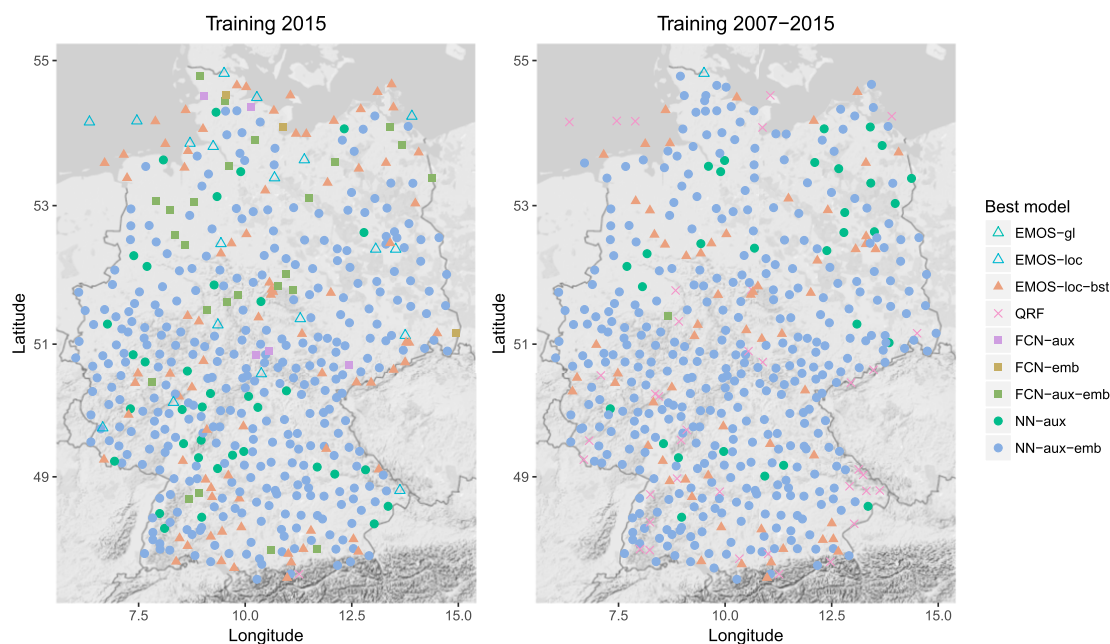 Training 2015
Training 2007−2015
Latitude
55
53
51
49
7.5
10.0
12.5
15.0
Longitude
Latitude
55
53
51
49
7.5
10.0
12.5
15.0
Longitude
Best model
EMOS−gl
EMOS−loc
EMOS−loc−bst
QRF
FCN−aux
FCN−emb
FCN−aux−emb
NN−aux
NN−aux−emb